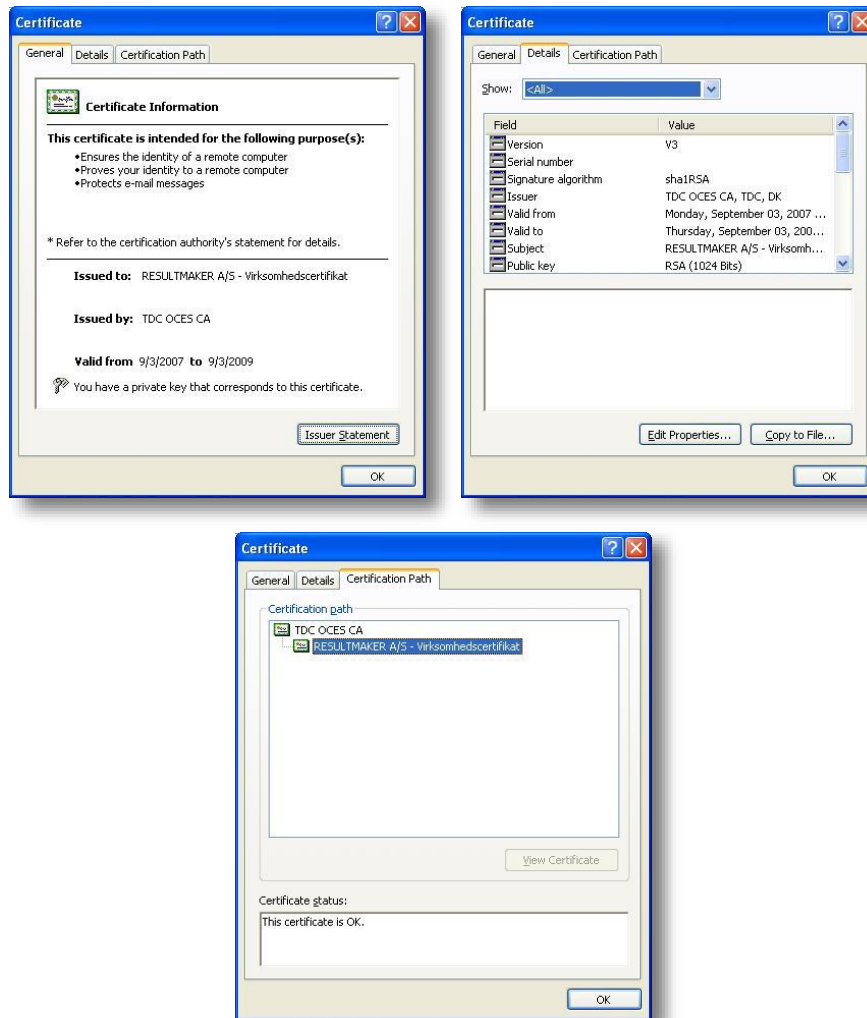 Certificate
General Details Certification Path
Certificate Information
This certificate is intended for the following purpose(s):
•Ensures the identity of a remote computer
•Proves your identity to a remote computer
•Protects e-mail messages
* Refer to the certification authority's statement for details.
Issued to: RESULTMAKER A/S - Virksomhedscertifikat
Issued by: TDC OCES CA
Valid from 9/3/2007 to 9/3/2009
You have a private key that corresponds to this certificate.
Issuer Statement
OK
Certificate
General Details Certification Path
Show: <All>
Field Value
Version V3
Serial number
Signature algorithm sha1RSA
Issuer TDC OCES CA, TDC, DK
Valid from Monday, September 03, 2007 ...
Valid to Thursday, September 03, 200...
Subject RESULTMAKER A/S - Virksomh...
Public key RSA (1024 Bits)
Edit Properties... Copy to File...
OK
Certificate
General Details Certification Path
Certification path
TDC OCES CA
RESULTMAKER A/S - Virksomhedscertifikat
View Certificate
Certificate status:
This certificate is OK.
OK